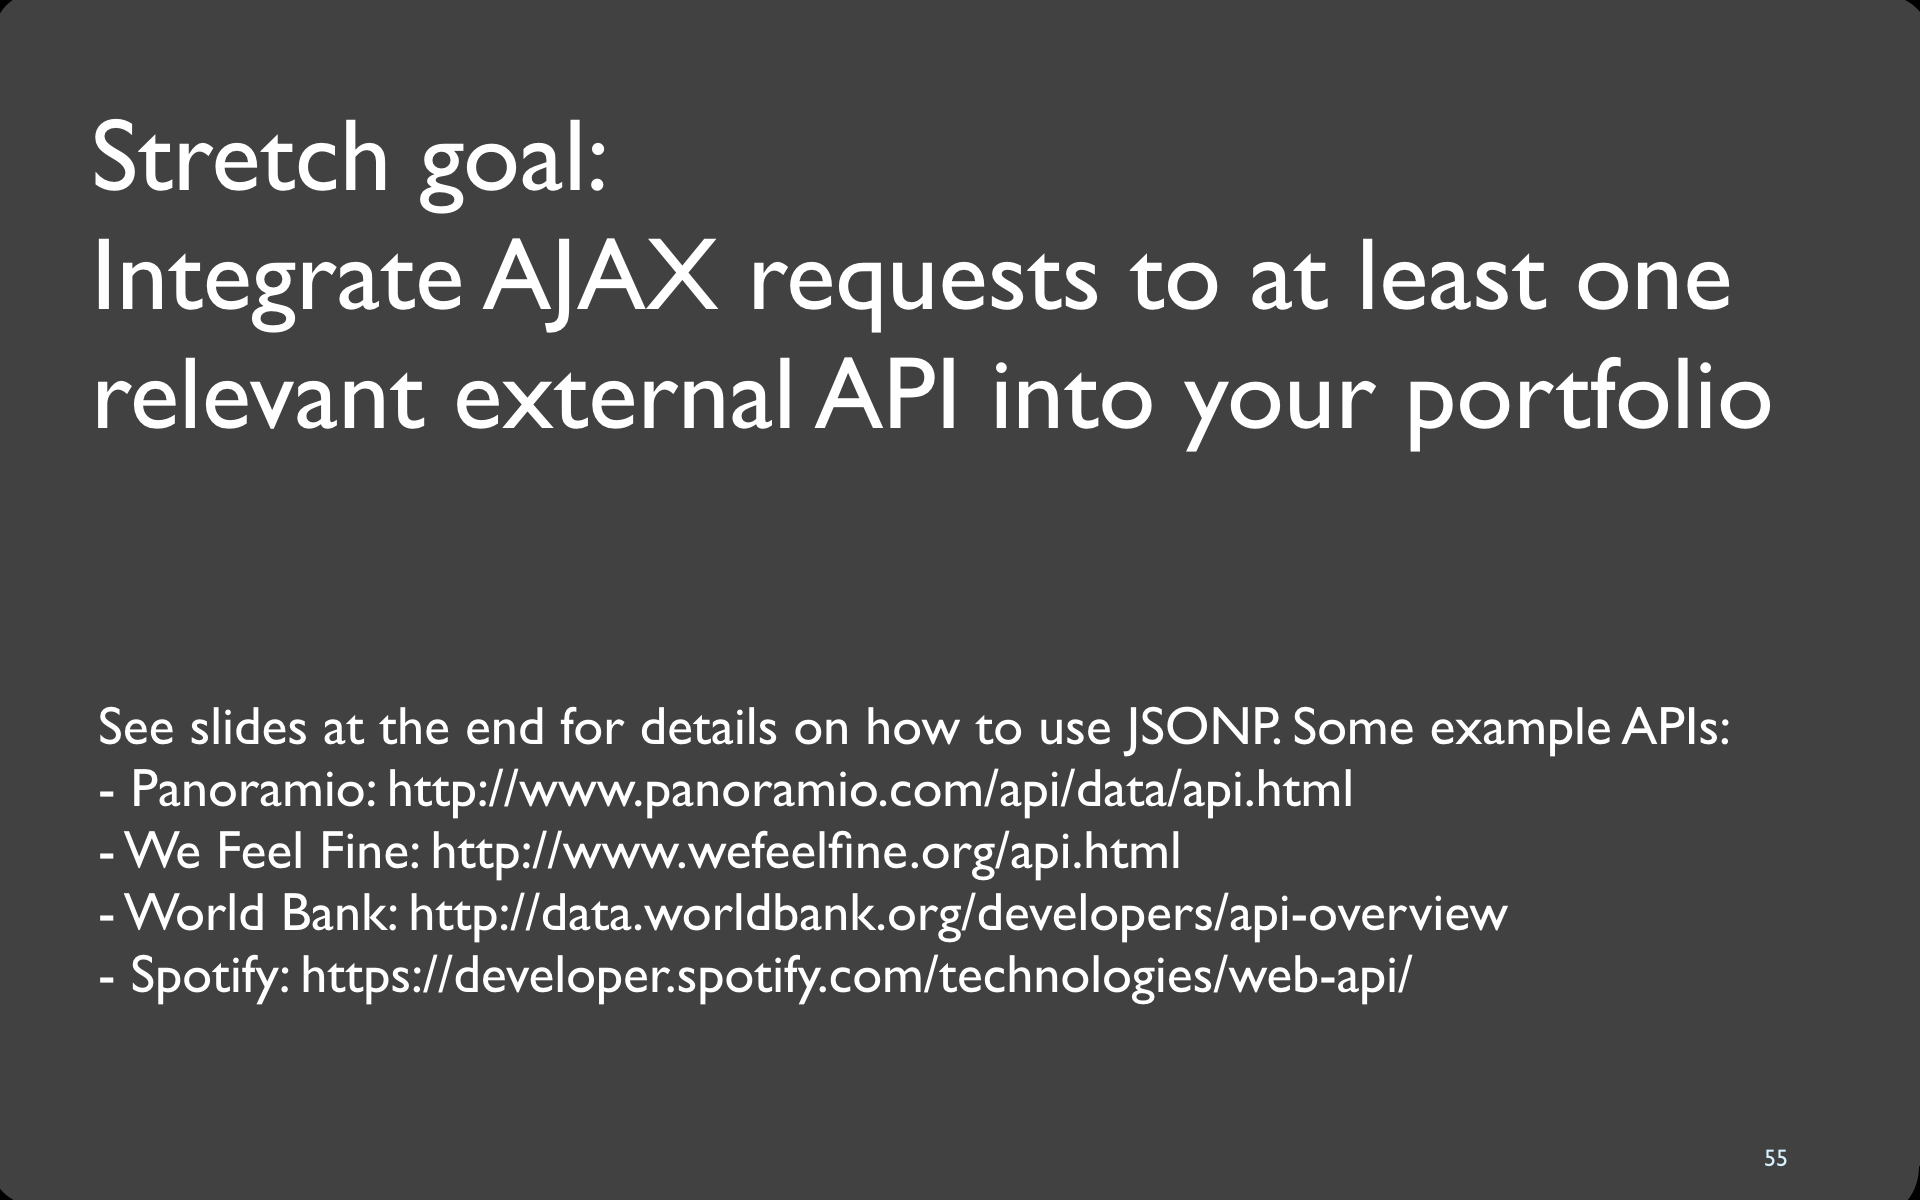 Stretch goal:
Integrate AJAX requests to at least one
relevant external API into your portfolio
See slides at the end for details on how to use JSONP. Some example APIs:
- Panoramio: http://www.panoramio.com/api/data/api.html
- We Feel Fine: http://www.wefeelfine.org/api.html
- World Bank: http://data.worldbank.org/developers/api-overview
- Spotify: https://developer.spotify.com/technologies/web-api/
55